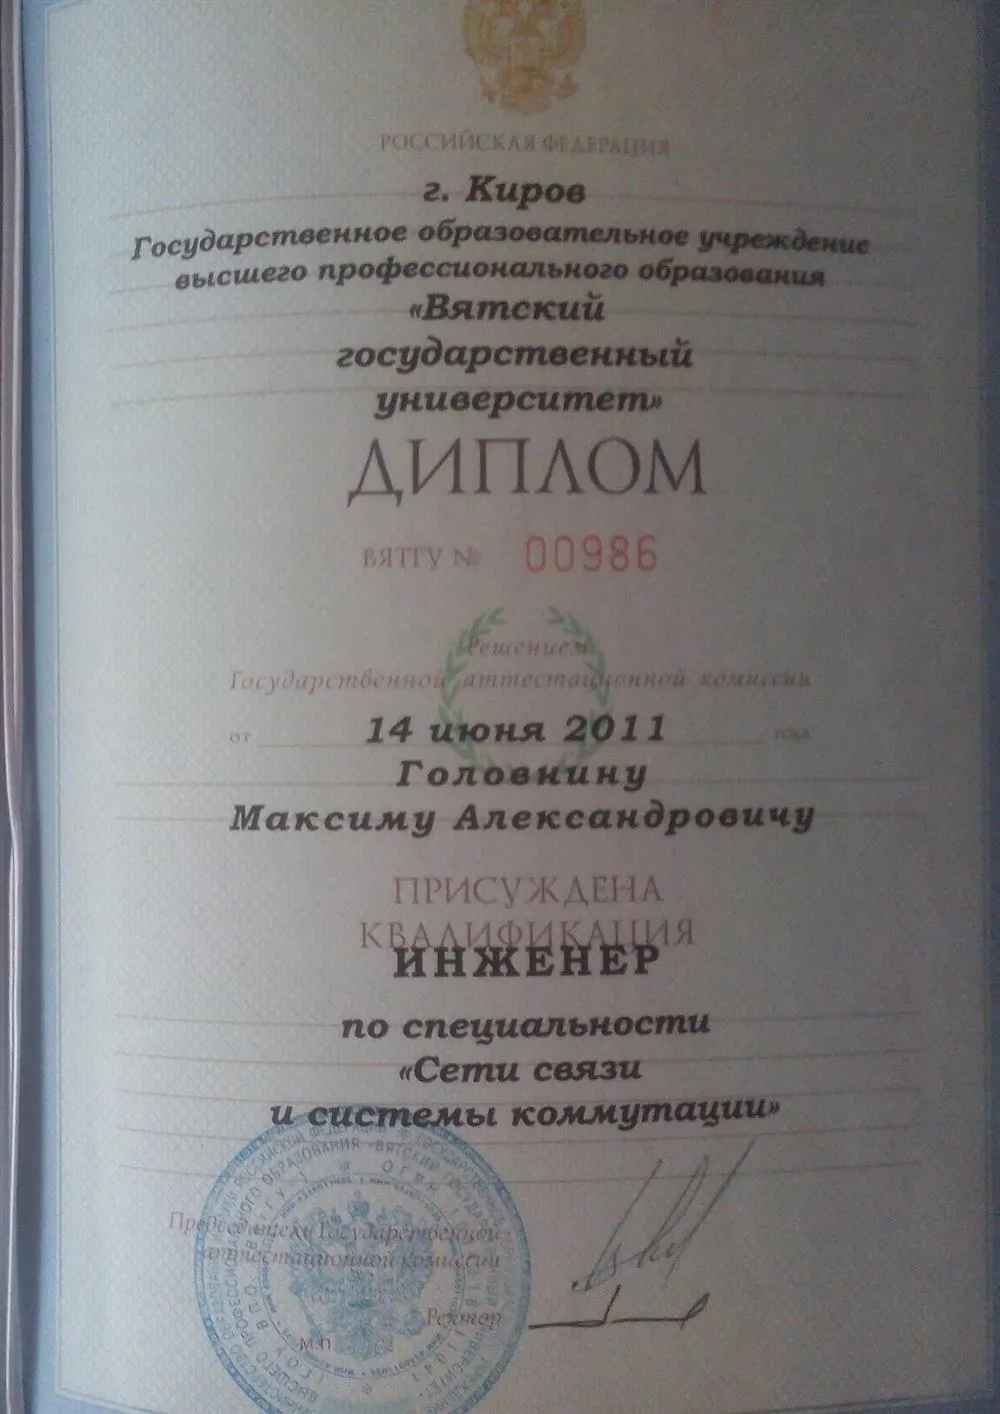 РОССИЙСКАЯ ФЕДЕРАЦИЯ
г. Киров
Государственное образовательное учреждение
высшего профессионального образования
«Вятский
государственный
университет»
ДИПЛОМ
ВЯТГУ № 00986
Решением
Государственной аттестационной комиссии
от 14 июня 2011 года
Головнину
Максиму Александровичу
ПРИСУЖДЕНА
КВАЛИФИКАЦИЯ
ИНЖЕНЕР
по специальности
«Сети связи
и системы коммутации»
Председатель Государственной
аттестационной комиссии
Ректор
М.П.